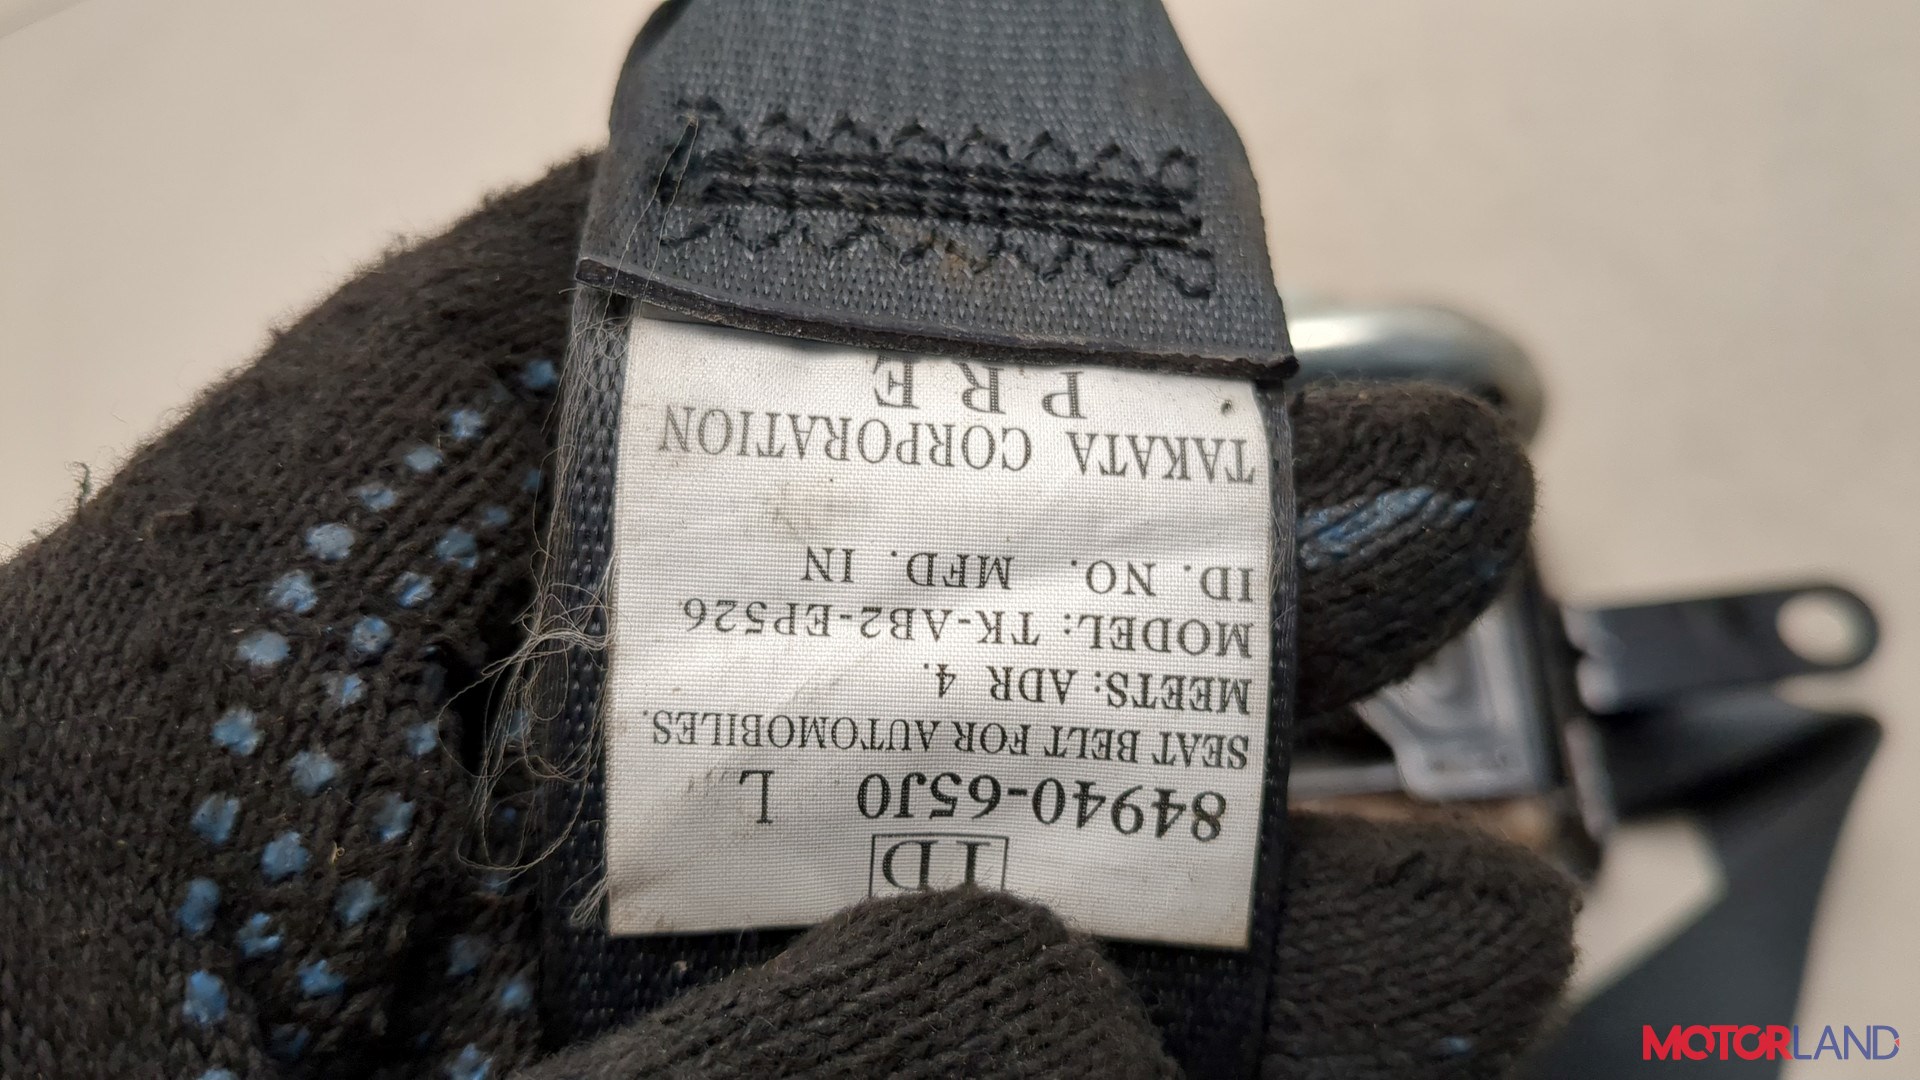 1D
84940-65J0 L
SEAT BELT FOR AUTOMOBILES.
MEETS: ADR 4.
MODEL: TK-AB2-EP526
ID. NO. MFD. IN
TAKATA CORPORATION
P.R E
MOTORLAND